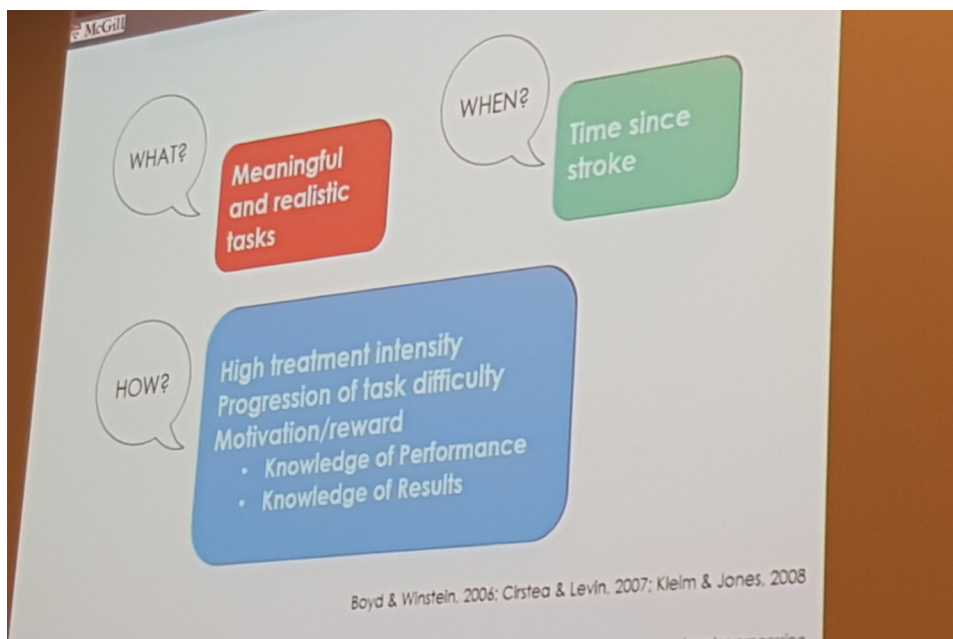 McGill
WHAT?
Meaningful
and realistic
tasks
WHEN?
Time since
stroke
HOW?
High treatment intensity
Progression of task difficulty
Motivation/reward
• Knowledge of Performance
• Knowledge of Results
Boyd & Winstein, 2006; Cirstea & Levin, 2007; Kleim & Jones, 2008